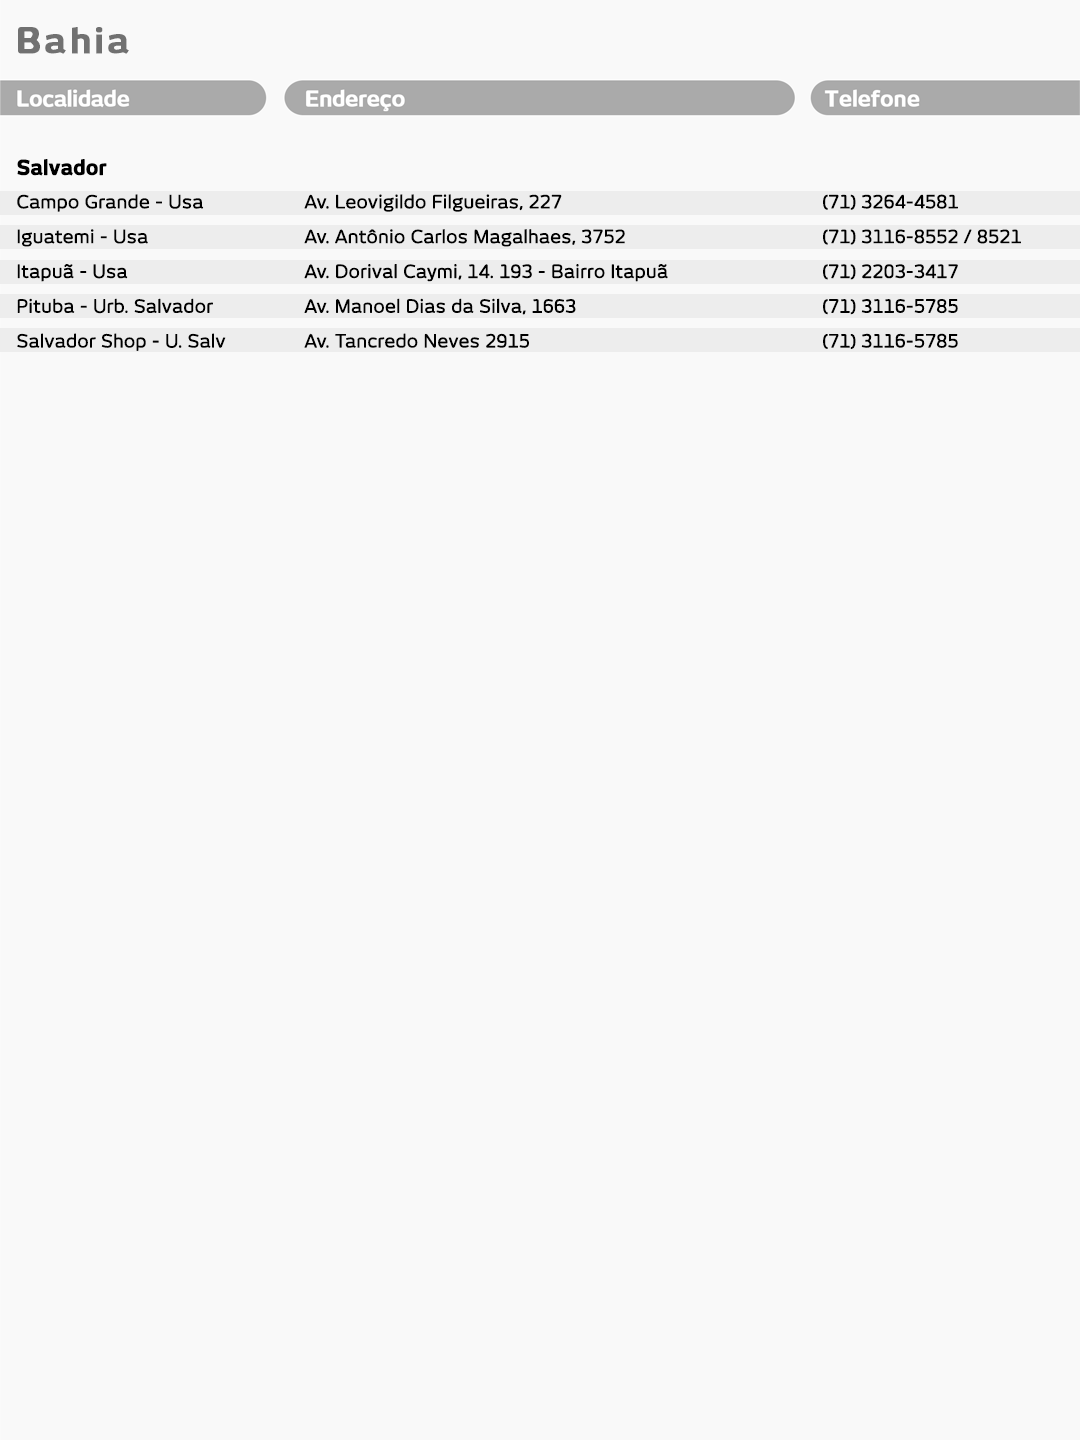 Bahia
Localidade Endereço Telefone
Salvador
Campo Grande - Usa Av. Leovigildo Filgueiras, 227 (71) 3264-4581
Iguatemi - Usa Av. Antônio Carlos Magalhaes, 3752 (71) 3116-8552 / 8521
Itapuã - Usa Av. Dorival Caymi, 14. 193 - Bairro Itapuã (71) 2203-3417
Pituba - Urb. Salvador Av. Manoel Dias da Silva, 1663 (71) 3116-5785
Salvador Shop - U. Salv Av. Tancredo Neves 2915 (71) 3116-5785